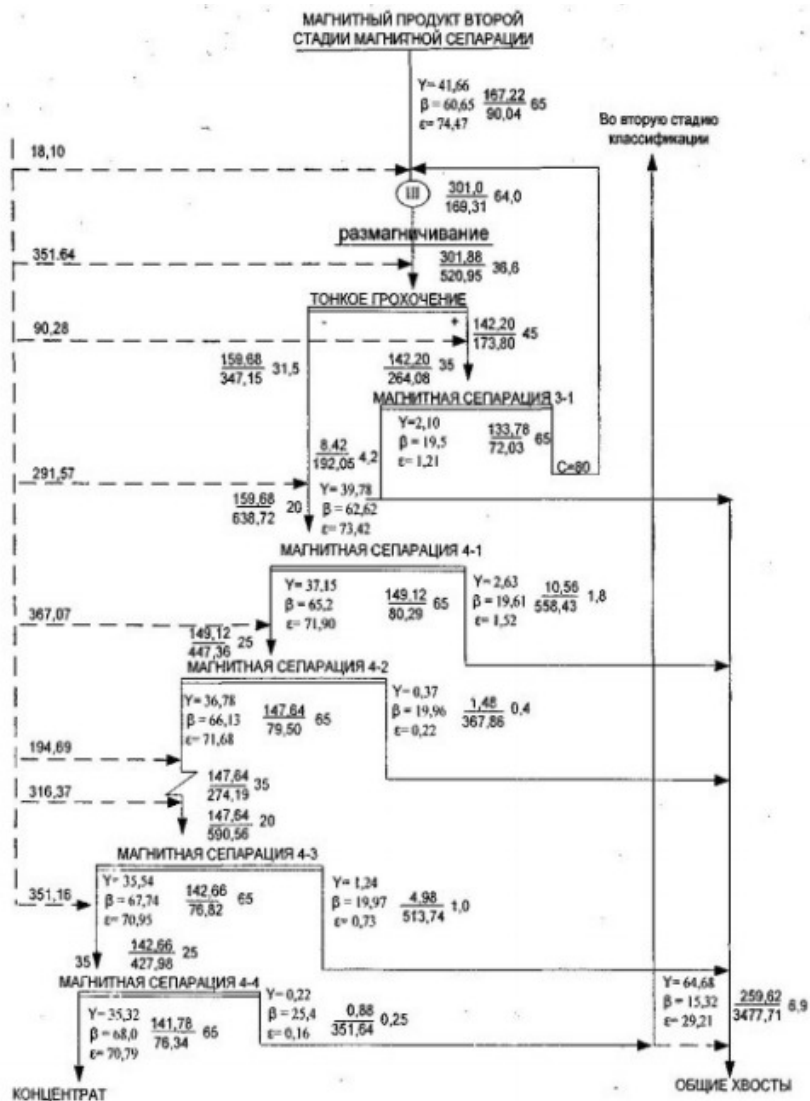 МАГНИТНЫЙ ПРОДУКТ ВТОРОЙ
СТАДИИ МАГНИТНОЙ СЕПАРАЦИИ
Y= 41,66
β = 60,65
ε= 74,47
167,22
90,04
65
Во вторую стадию
классификации
18,10
III
301,0
169,31
64,0
размагничивание
351.64
301,88
520,95
36,6
ТОНКОЕ ГРОХОЧЕНИЕ
-
+
142,20
173,80
45
90,28
159,68
347,15
31,5
142,20
264,08
35
МАГНИТНАЯ СЕПАРАЦИЯ 3-1
Y=2,10
β = 19,5
ε= 1,21
133,78
72,03
65
8,42
192,05
4,2
C=80
291,57
159,68
638,72
20
Y= 39,78
β = 62,62
ε= 73,42
МАГНИТНАЯ СЕПАРАЦИЯ 4-1
Y= 37,15
β = 65,2
ε= 71,90
149,12
80,29
65
Y= 2,63
β = 19,61
ε= 1,52
10,56
558,43
1,8
367,07
149,12
447,36
25
МАГНИТНАЯ СЕПАРАЦИЯ 4-2
Y= 36,78
β = 66,13
ε= 71,68
147,64
79,50
65
Y= 0,37
β = 19,96
ε= 0,22
1,48
367,86
0,4
194,69
147,64
274,19
35
316,37
147,64
590,56
20
МАГНИТНАЯ СЕПАРАЦИЯ 4-3
Y= 35,54
β = 67,74
ε= 70,95
142,66
76,82
65
Y= 1,24
β = 19,97
ε= 0,73
4,98
513,74
1,0
351,16
142,66
427,98
25
35
МАГНИТНАЯ СЕПАРАЦИЯ 4-4
Y= 35,32
β = 68,0
ε= 70,79
141,78
76,34
65
Y= 0,22
β = 25,4
ε= 0,16
0,88
351,64
0,25
Y= 64,68
β = 15,32
ε= 29,21
259,62
3477,71
6,9
КОНЦЕНТРАТ
ОБЩИЕ ХВОСТЫ